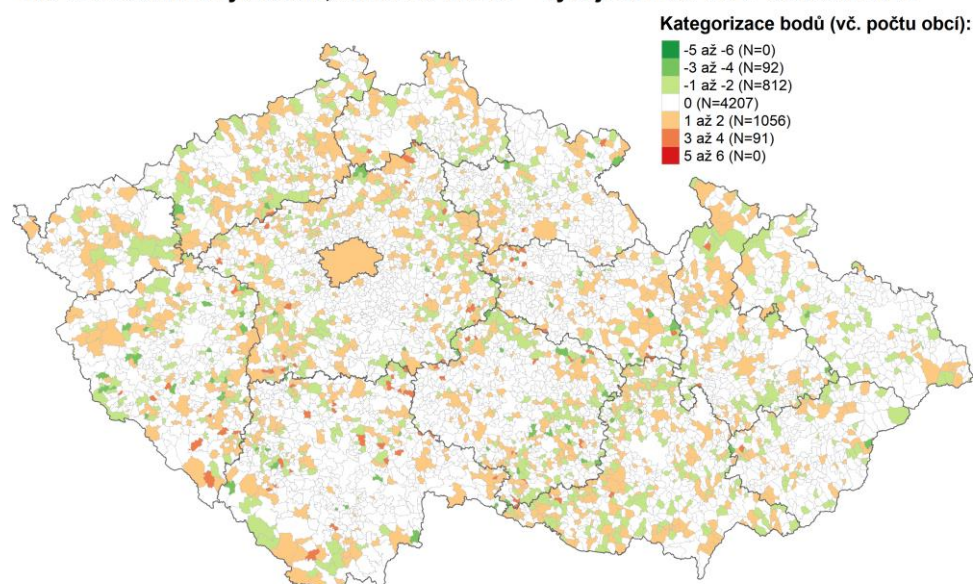 Kategorizace bodů (vč. počtu obcí):
-5 až -6 (N=0)
-3 až -4 (N=92)
-1 až -2 (N=812)
0 (N=4207)
1 až 2 (N=1056)
3 až 4 (N=91)
5 až 6 (N=0)